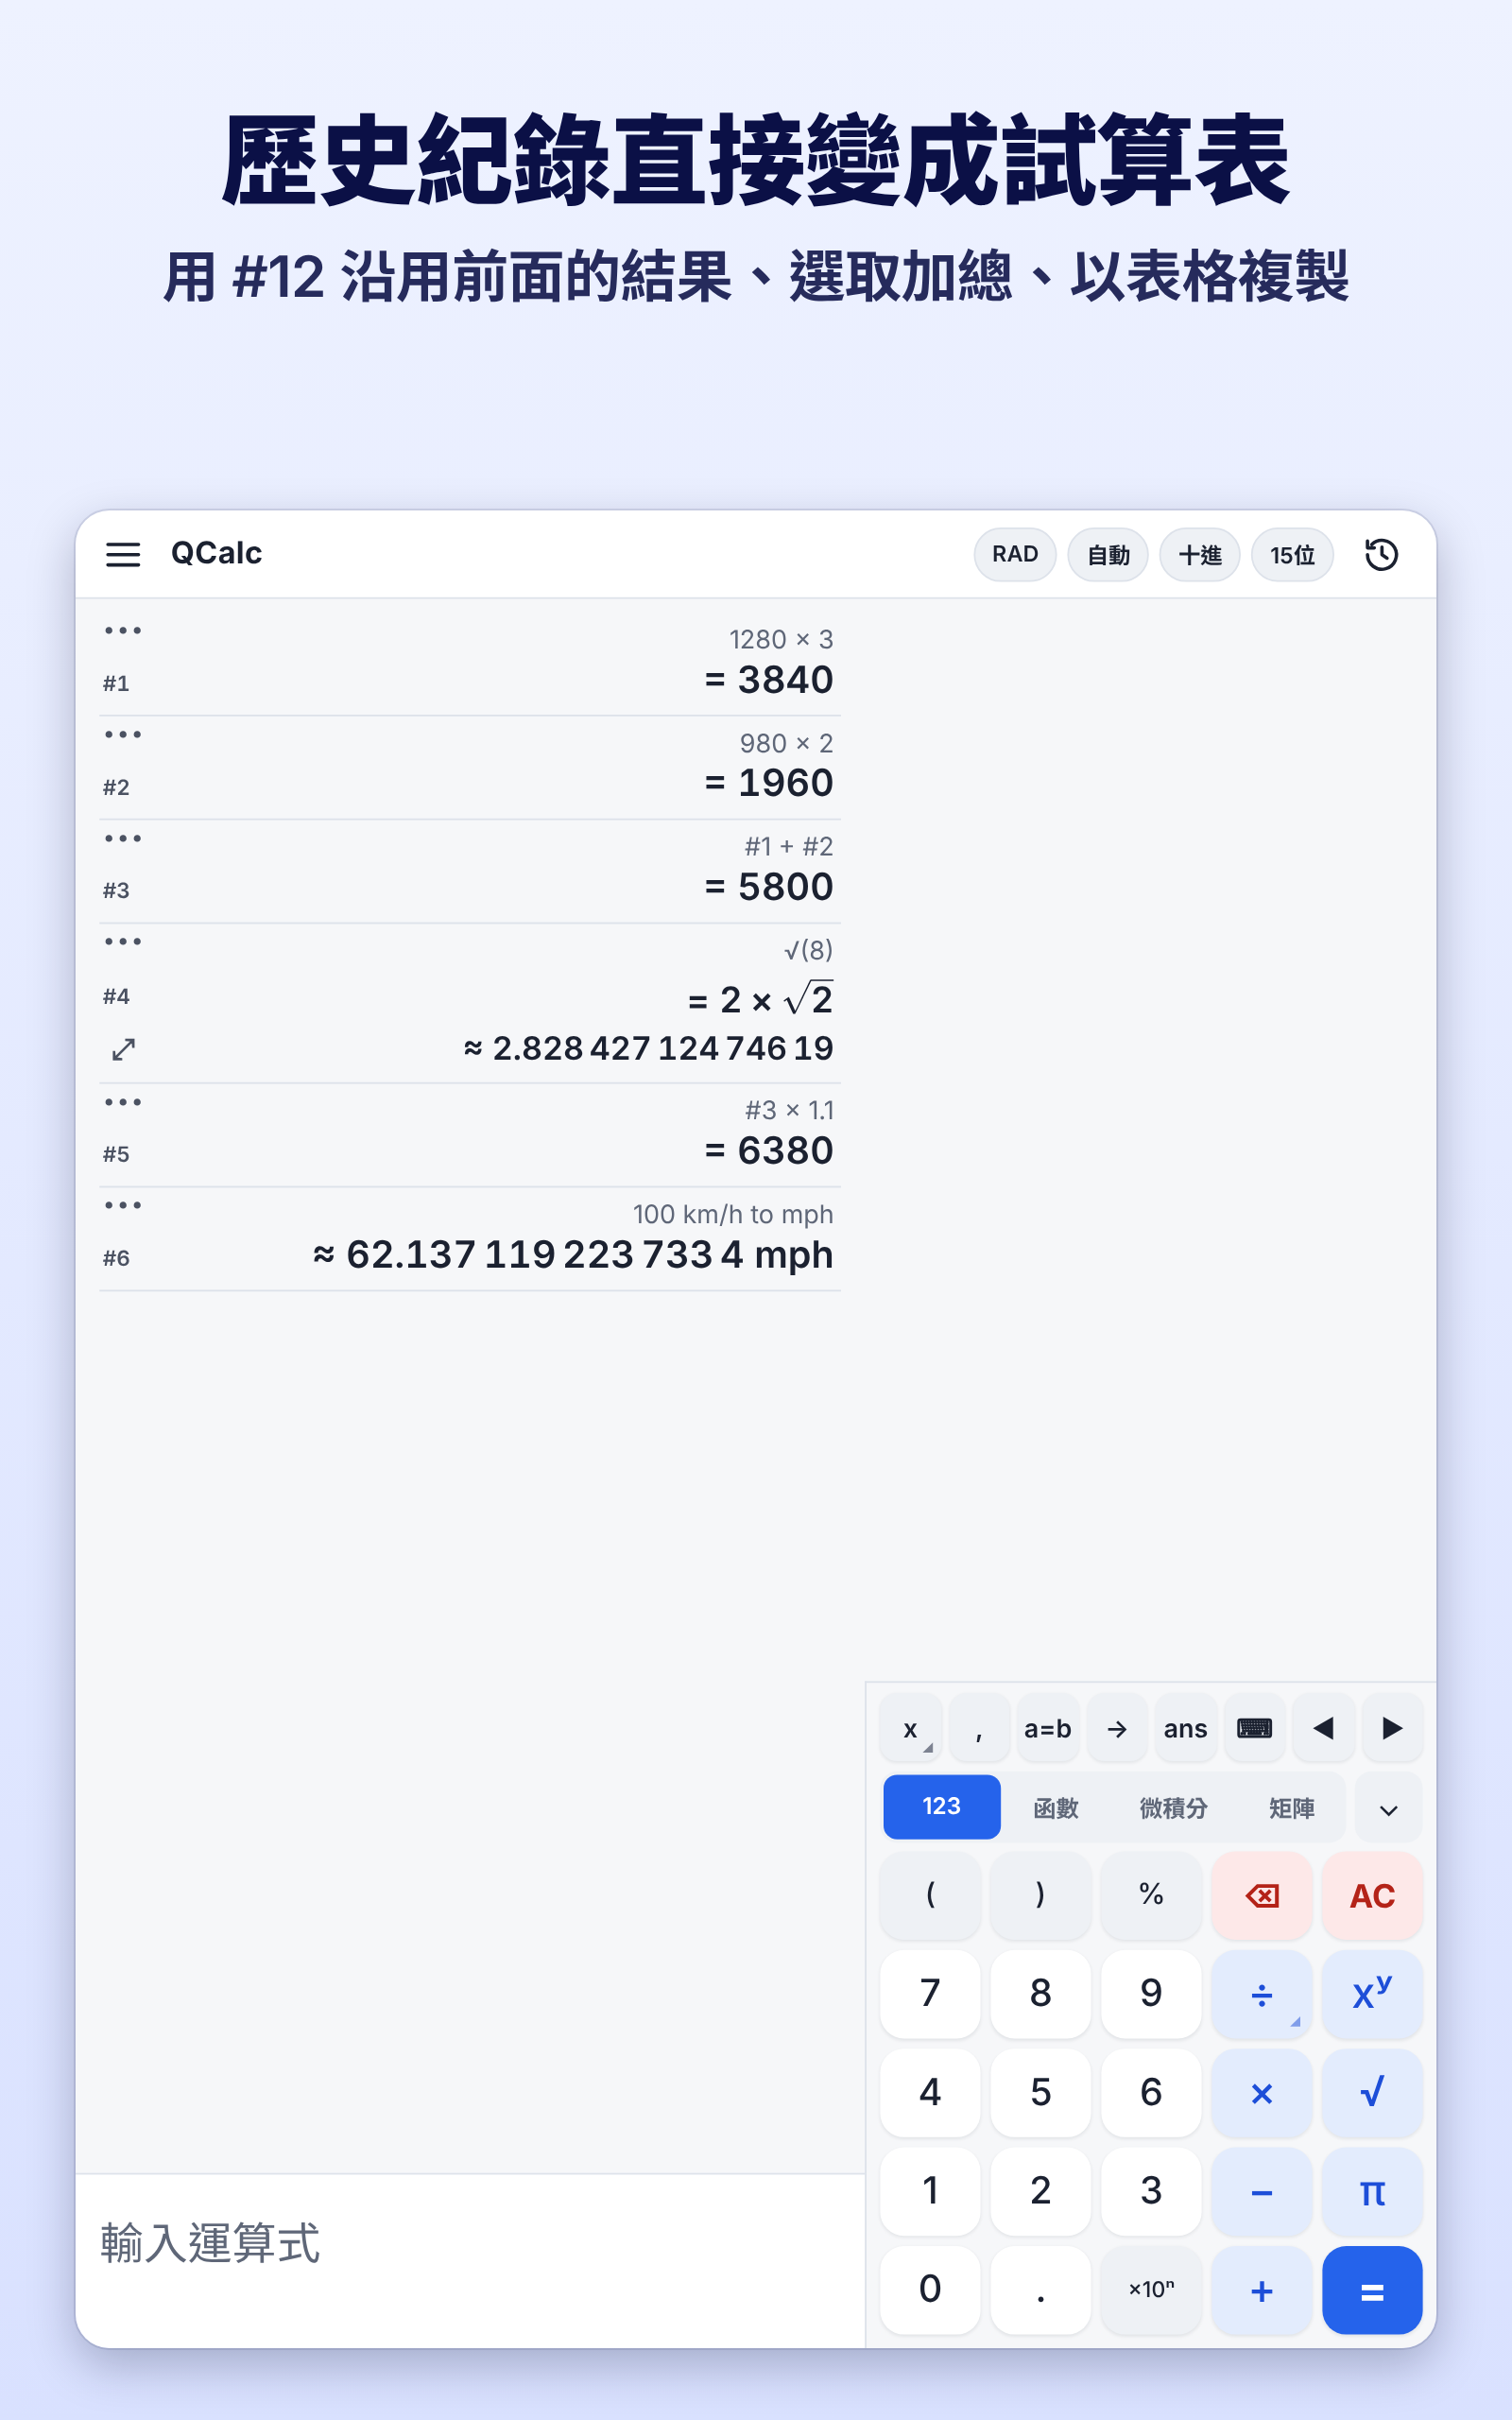 歷史紀錄直接變成試算表
用 #12 沿用前面的結果、選取加總、以表格複製
QCalc RAD 自動 十進 15位
1280 × 3
#1 = 3840
980 × 2
#2 = 1960
#1 + #2
#3 = 5800
√(8)
#4 = 2 × √2
≈ 2.828 427 124 746 19
#3 × 1.1
#5 = 6380
100 km/h to mph
#6 ≈ 62.137 119 223 733 4 mph
x , a=b → ans ⌨ ◀ ▶
123 函數 微積分 矩陣
( ) % ⌫ AC
7 8 9 ÷ xʸ
4 5 6 × √
1 2 3 − π
0 . ×10ⁿ + =
輸入運算式